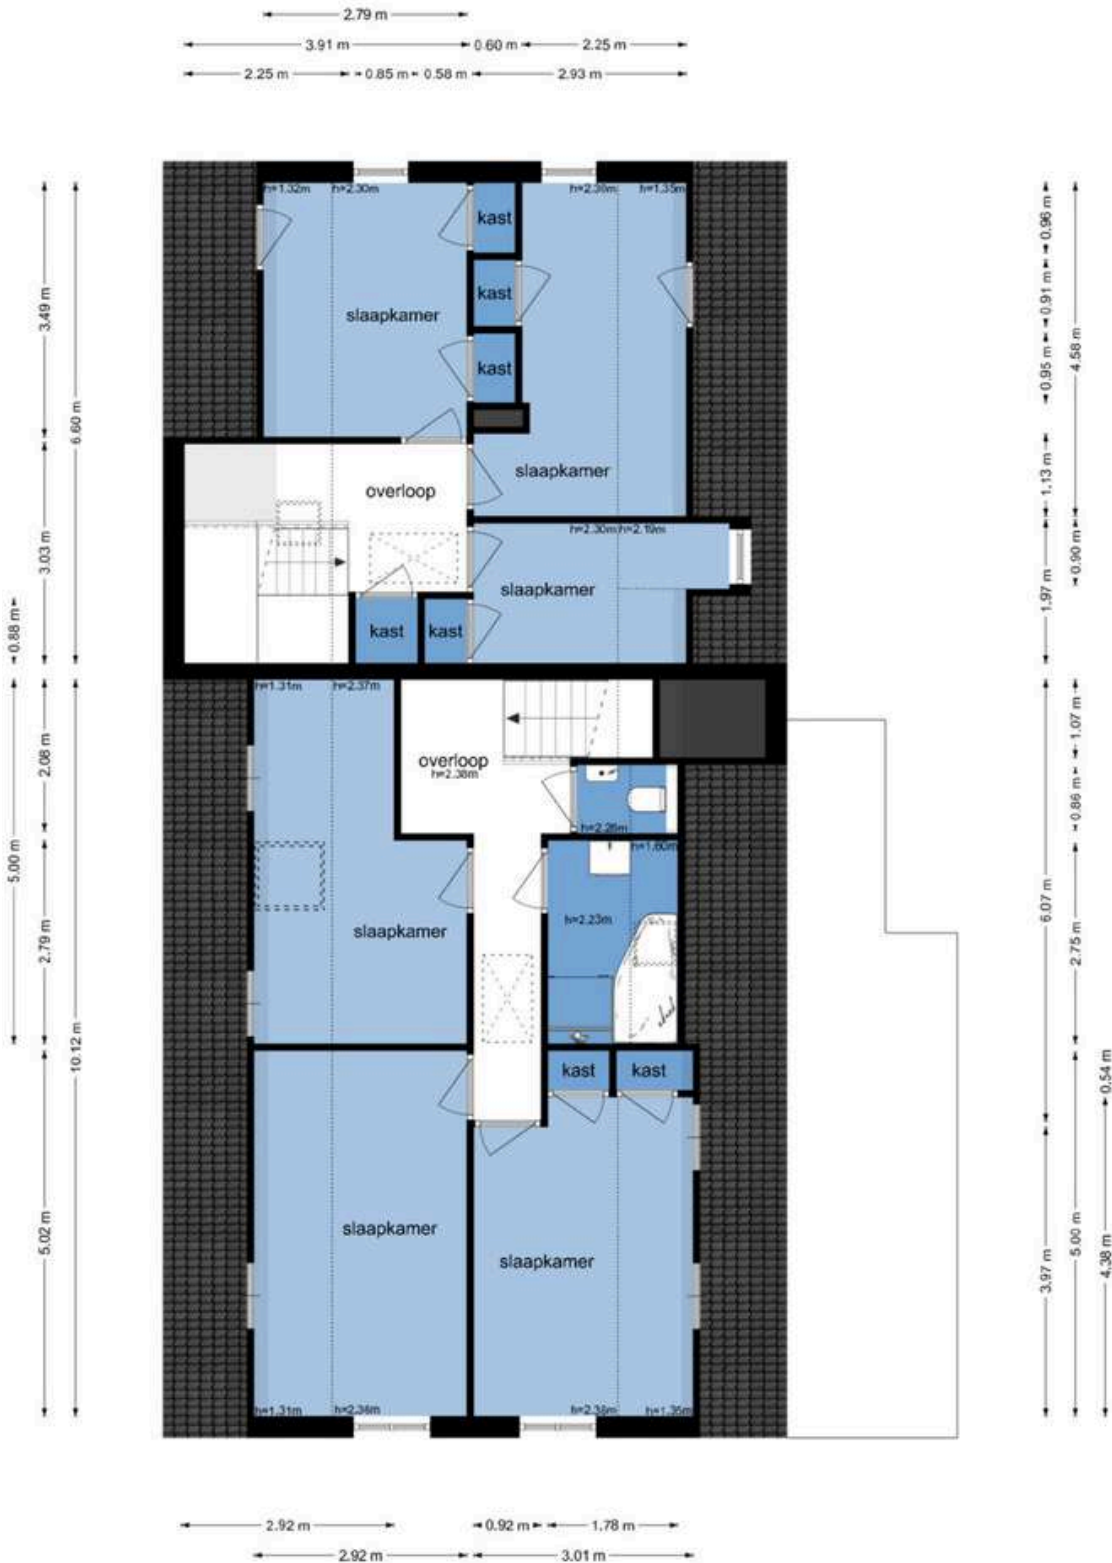 2.79 m
3.91 m 0.60 m 2.25 m
2.25 m 0.85 m 0.58 m 2.93 m
h=1.32m h=2.30m h=2.38m h=1.35m
kast
kast
slaapkamer
kast
slaapkamer
overloop
h=2.30m h=2.19m
slaapkamer
kast kast
h=1.31m h=2.37m
overloop
h=2.38m
h=2.26m
h=1.60m
h=2.23m
slaapkamer
kast kast
slaapkamer
slaapkamer
h=1.31m h=2.36m h=2.38m h=1.35m
3.49 m
6.60 m
3.03 m
0.88 m
2.08 m
5.00 m
2.79 m
10.12 m
5.02 m
0.96 m
0.91 m
4.58 m
0.95 m
1.13 m
0.90 m
1.97 m
1.07 m
0.86 m
6.07 m
2.75 m
0.54 m
5.00 m
3.97 m
4.38 m
2.92 m 0.92 m 1.78 m
2.92 m 3.01 m